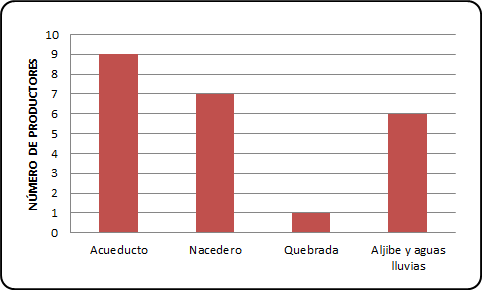 10
9
8
7
6
5
4
3
2
1
0
NÚMERO DE PRODUCTORES
Acueducto
Nacedero
Quebrada
Aljibe y aguas
lluvias